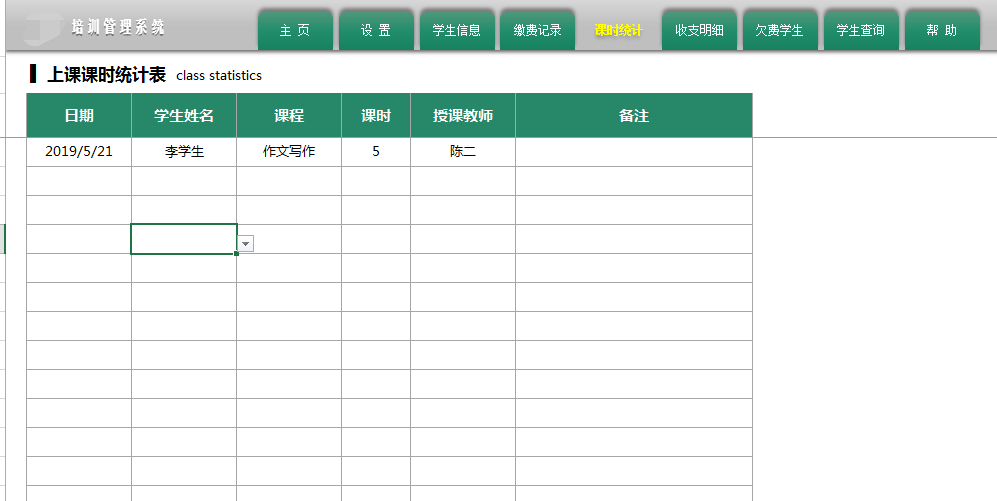 培训管理系统 主 页 设 置 学生信息 缴费记录 课时统计 收支明细 欠费学生 学生查询 帮 助
上课课时统计表 class statistics
日期 学生姓名 课程 课时 授课教师 备注
2019/5/21 李学生 作文写作 5 陈二